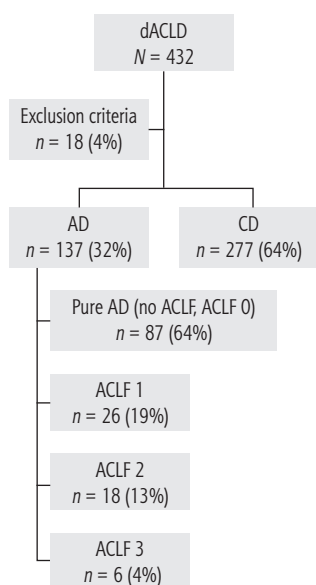 dACLD
N = 432
Exclusion criteria
n = 18 (4%)
AD
n = 137 (32%)
CD
n = 277 (64%)
Pure AD (no ACLF, ACLF 0)
n = 87 (64%)
ACLF 1
n = 26 (19%)
ACLF 2
n = 18 (13%)
ACLF 3
n = 6 (4%)